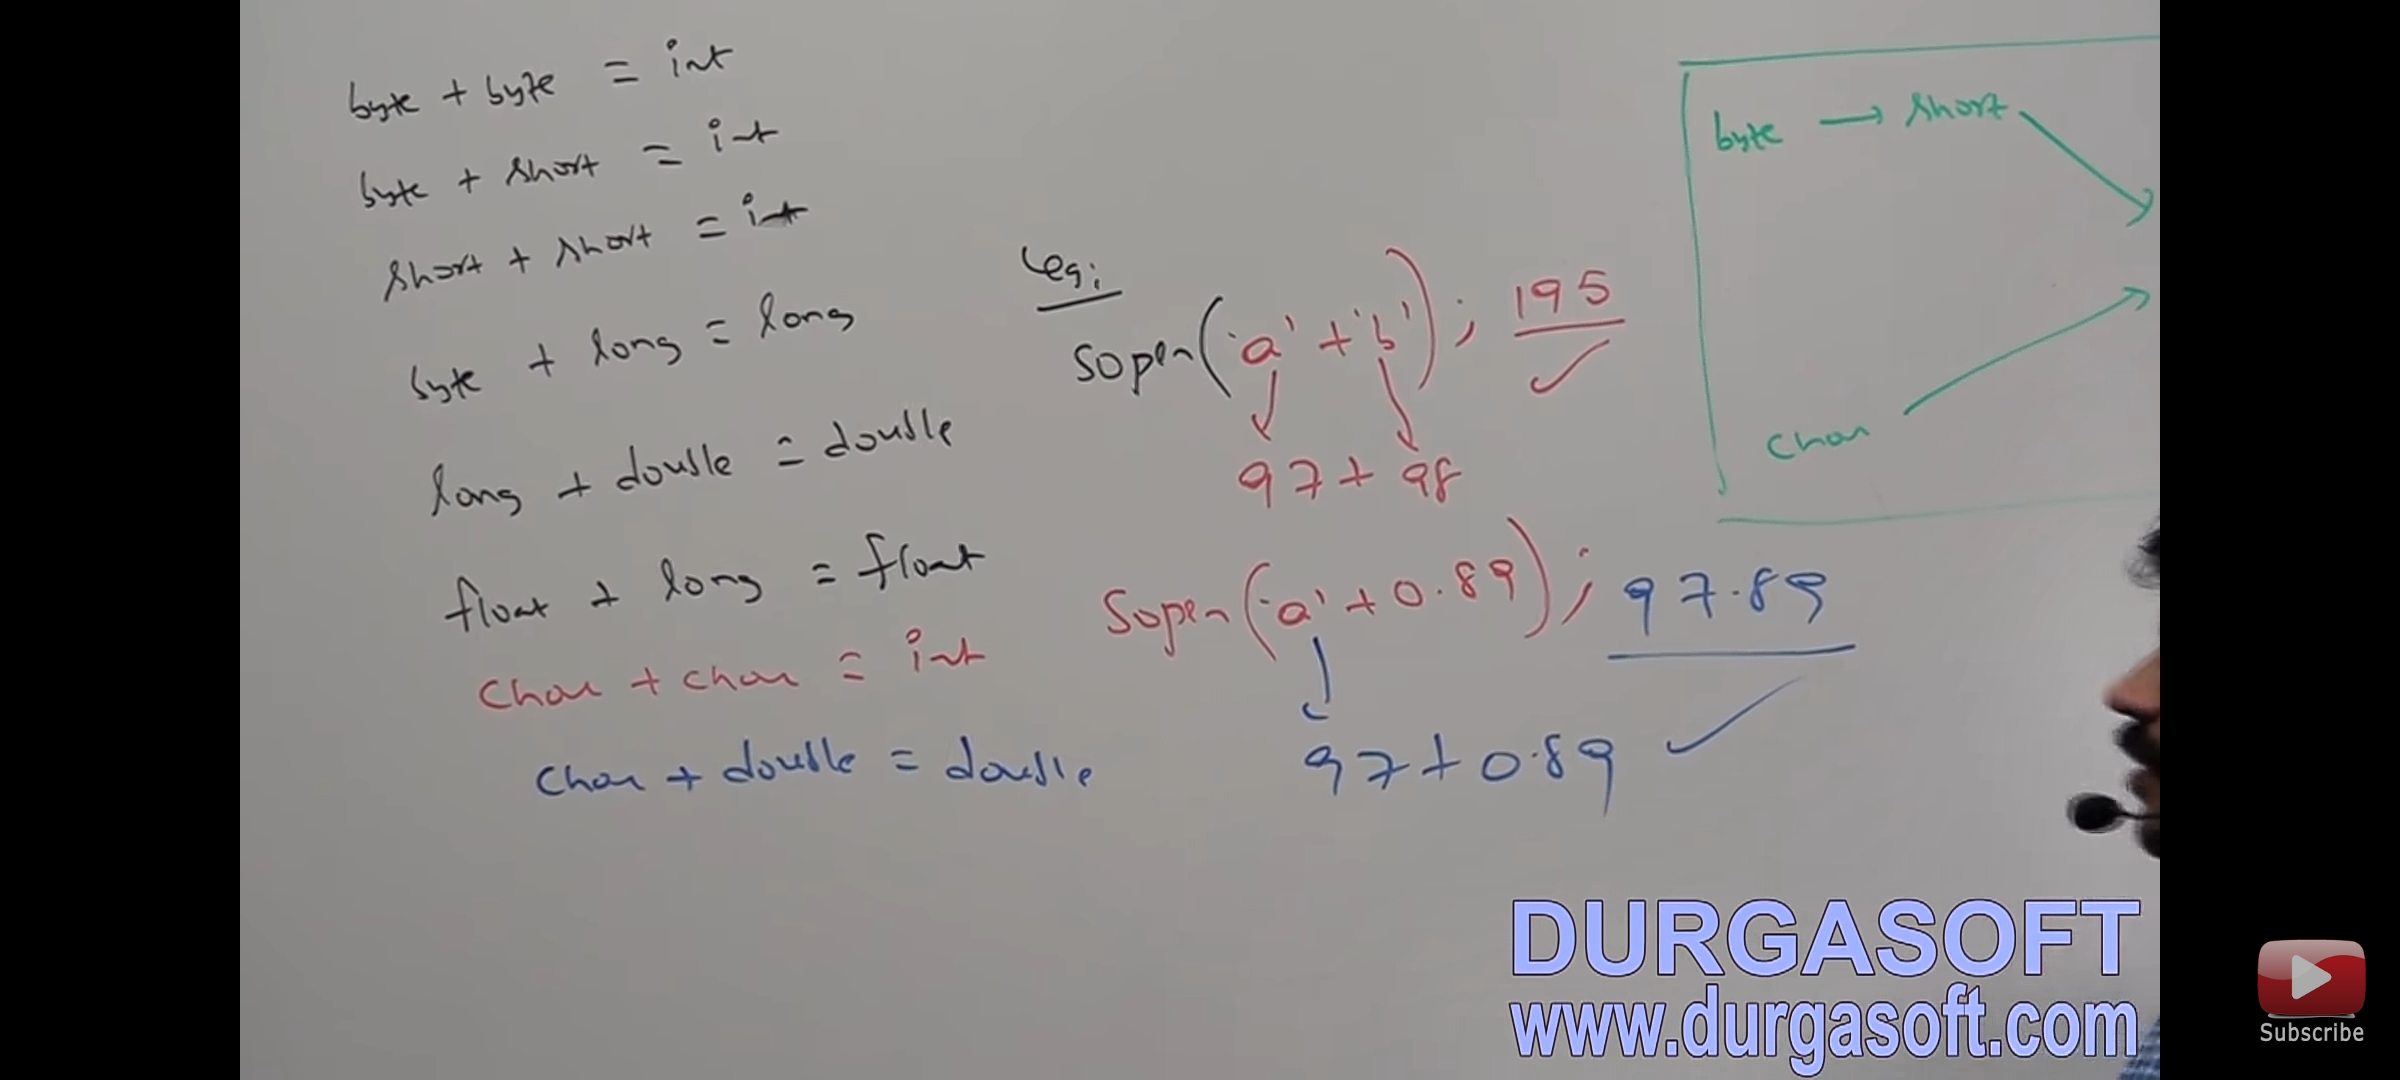 byte + byte = int
byte + short = int
short + short = int
byte + long = long
long + double = double
float + long = float
char + char = int
char + double = double
eg:
Sopln('a' + 'b'); 195
97 + 98
Sopln('a' + 0.89); 97.89
97 + 0.89
byte → short
char
DURGASOFT
www.durgasoft.com
Subscribe